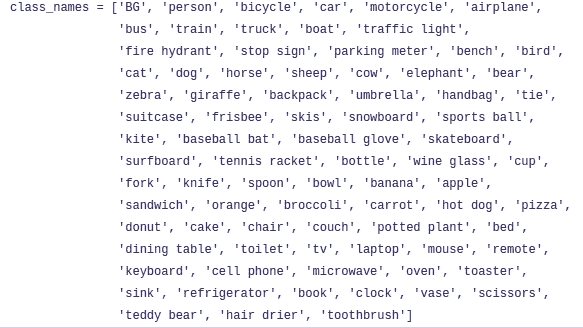 class_names = ['BG', 'person', 'bicycle', 'car', 'motorcycle', 'airplane',
'bus', 'train', 'truck', 'boat', 'traffic light',
'fire hydrant', 'stop sign', 'parking meter', 'bench', 'bird',
'cat', 'dog', 'horse', 'sheep', 'cow', 'elephant', 'bear',
'zebra', 'giraffe', 'backpack', 'umbrella', 'handbag', 'tie',
'suitcase', 'frisbee', 'skis', 'snowboard', 'sports ball',
'kite', 'baseball bat', 'baseball glove', 'skateboard',
'surfboard', 'tennis racket', 'bottle', 'wine glass', 'cup',
'fork', 'knife', 'spoon', 'bowl', 'banana', 'apple',
'sandwich', 'orange', 'broccoli', 'carrot', 'hot dog', 'pizza',
'donut', 'cake', 'chair', 'couch', 'potted plant', 'bed',
'dining table', 'toilet', 'tv', 'laptop', 'mouse', 'remote',
'keyboard', 'cell phone', 'microwave', 'oven', 'toaster',
'sink', 'refrigerator', 'book', 'clock', 'vase', 'scissors',
'teddy bear', 'hair drier', 'toothbrush']